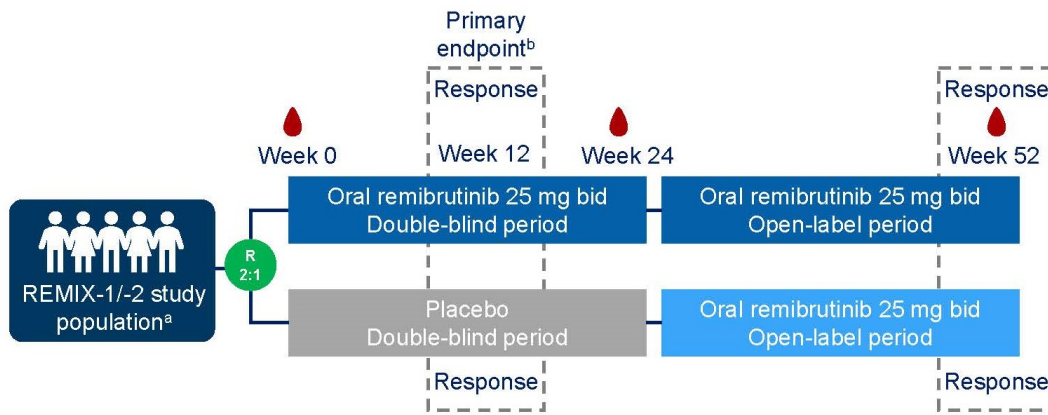 Primary
endpointᵇ
Response
Response
Week 0
Week 12
Week 24
Week 52
Oral remibrutinib 25 mg bid
Double-blind period
Oral remibrutinib 25 mg bid
Open-label period
R
2:1
REMIX-1/-2 study
populationᵃ
Placebo
Double-blind period
Oral remibrutinib 25 mg bid
Open-label period
Response
Response